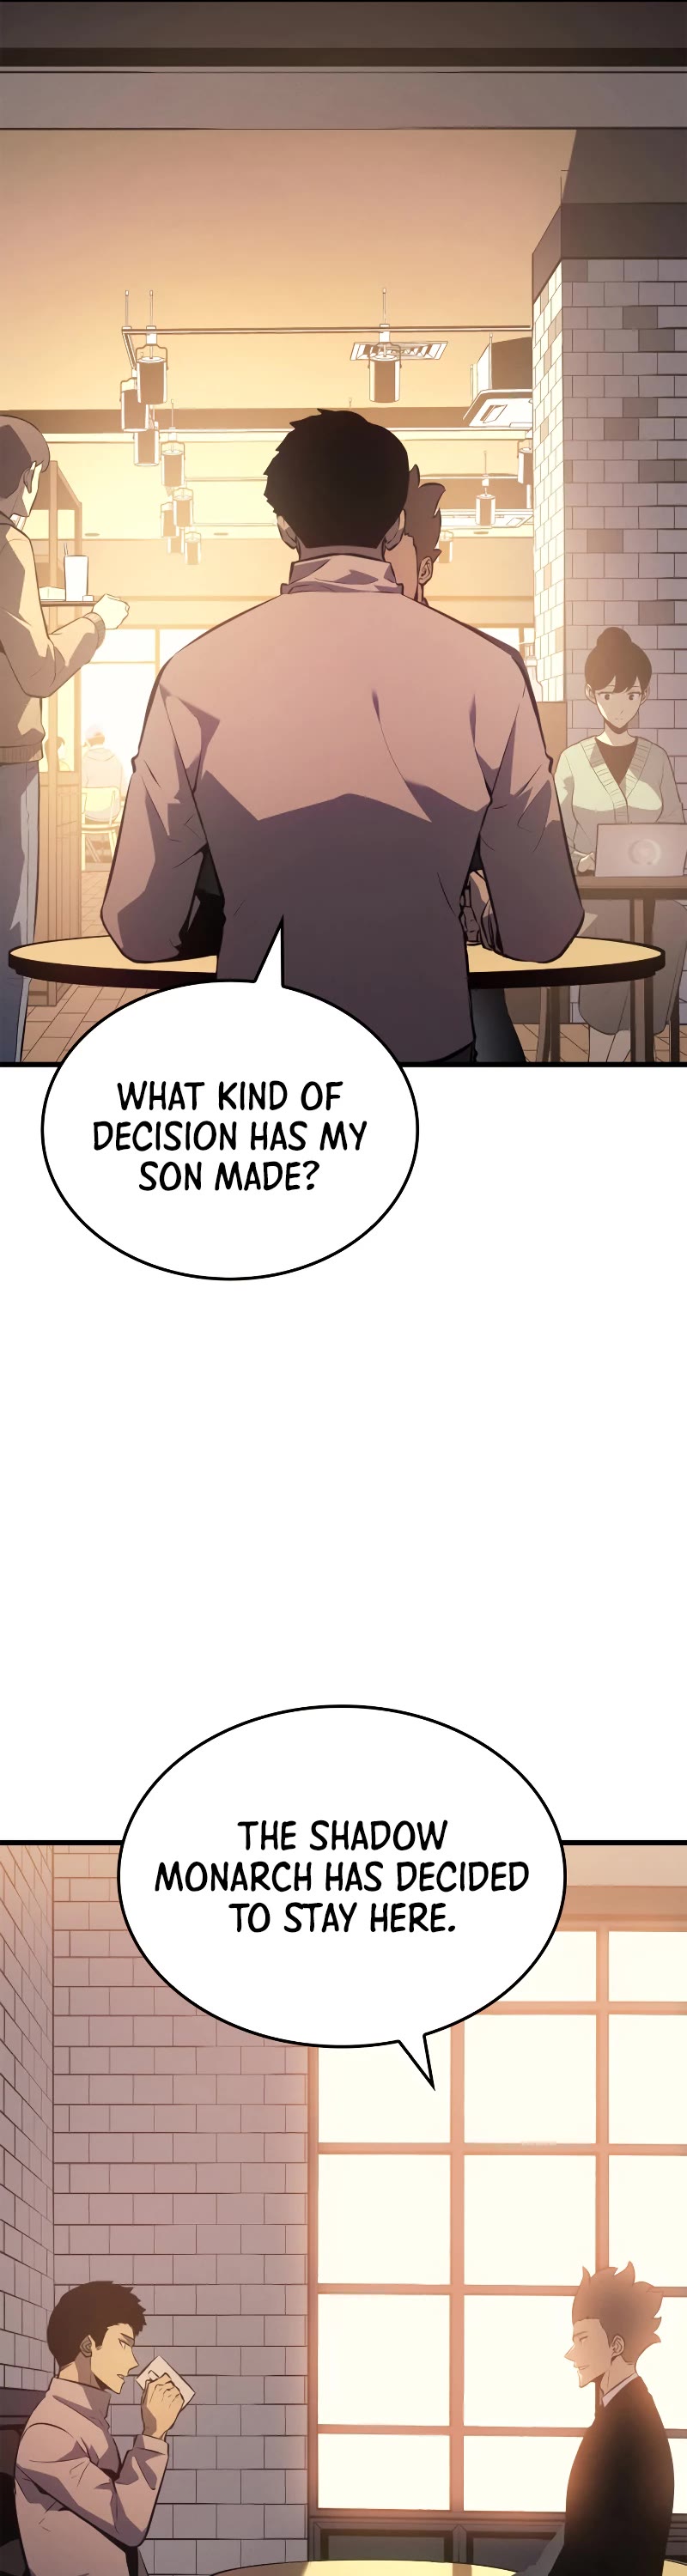 WHAT KIND OF
DECISION HAS MY
SON MADE?
THE SHADOW
MONARCH HAS DECIDED
TO STAY HERE.